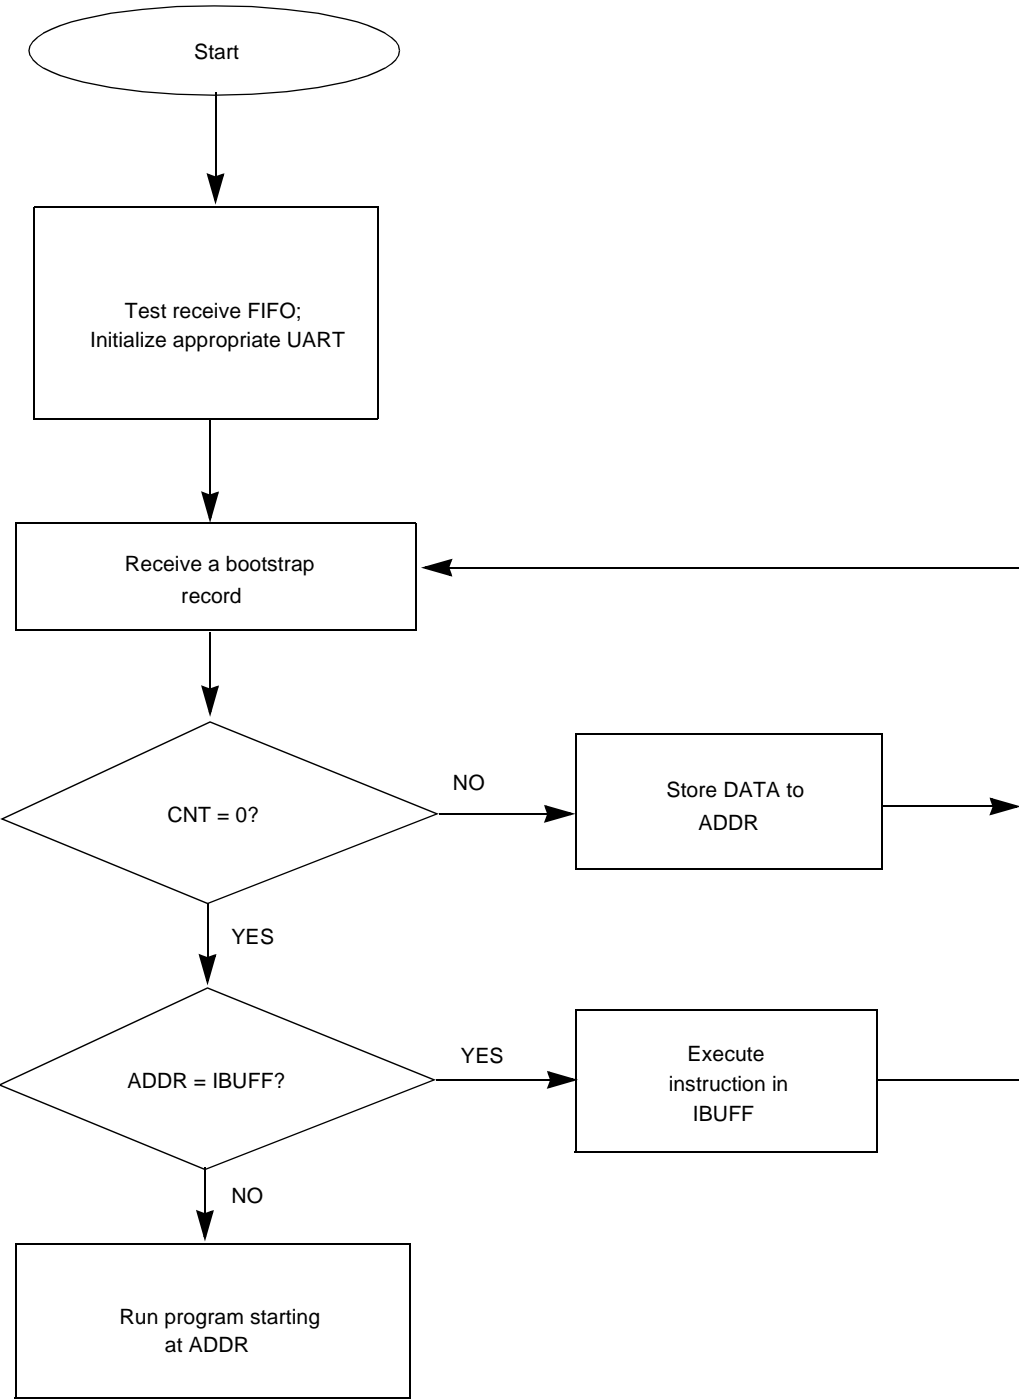 Start
Test receive FIFO;
Initialize appropriate UART
Receive a bootstrap
record
CNT = 0?
NO
Store DATA to
ADDR
YES
ADDR = IBUFF?
YES
Execute
instruction in
IBUFF
NO
Run program starting
at ADDR